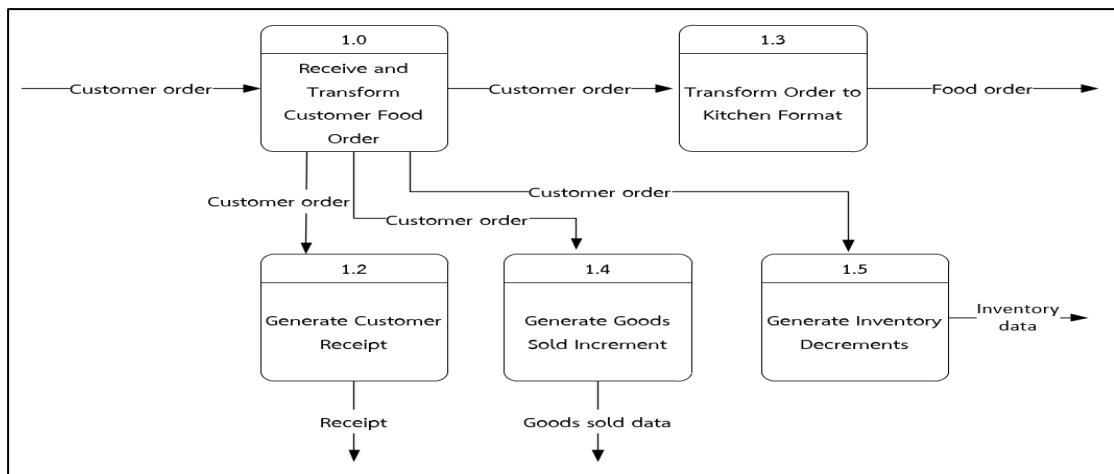 1.0
Receive and
Transform
Customer Food
Order
1.3
Transform Order to
Kitchen Format
Customer order
Customer order
Food order
Customer order
Customer order
Customer order
1.2
Generate Customer
Receipt
1.4
Generate Goods
Sold Increment
1.5
Generate Inventory
Decrements
Inventory
data
Receipt
Goods sold data